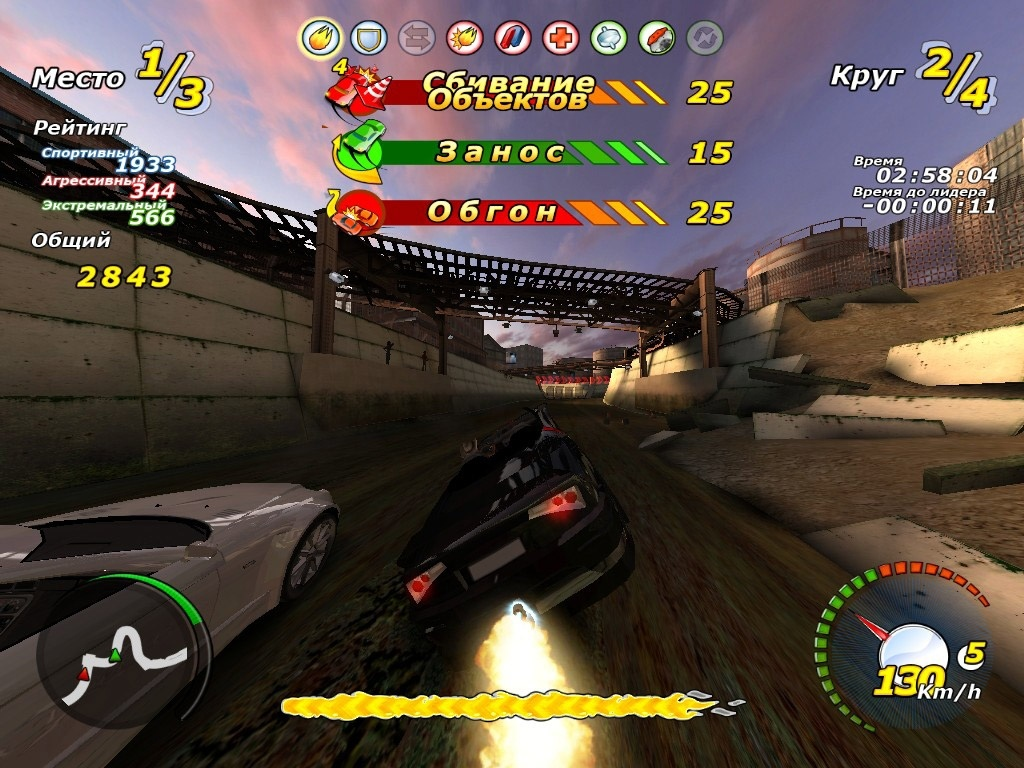 Место 1/3
Рейтинг
Спортивный
1933
Агрессивный
344
Экстремальный
566
Общий
2843
4
Сбивание
Объектов 25
Занос 15
2
Обгон 25
Круг 2/4
Время
02:58:04
Время до лидера
-00:00:11
5
130 Km/h